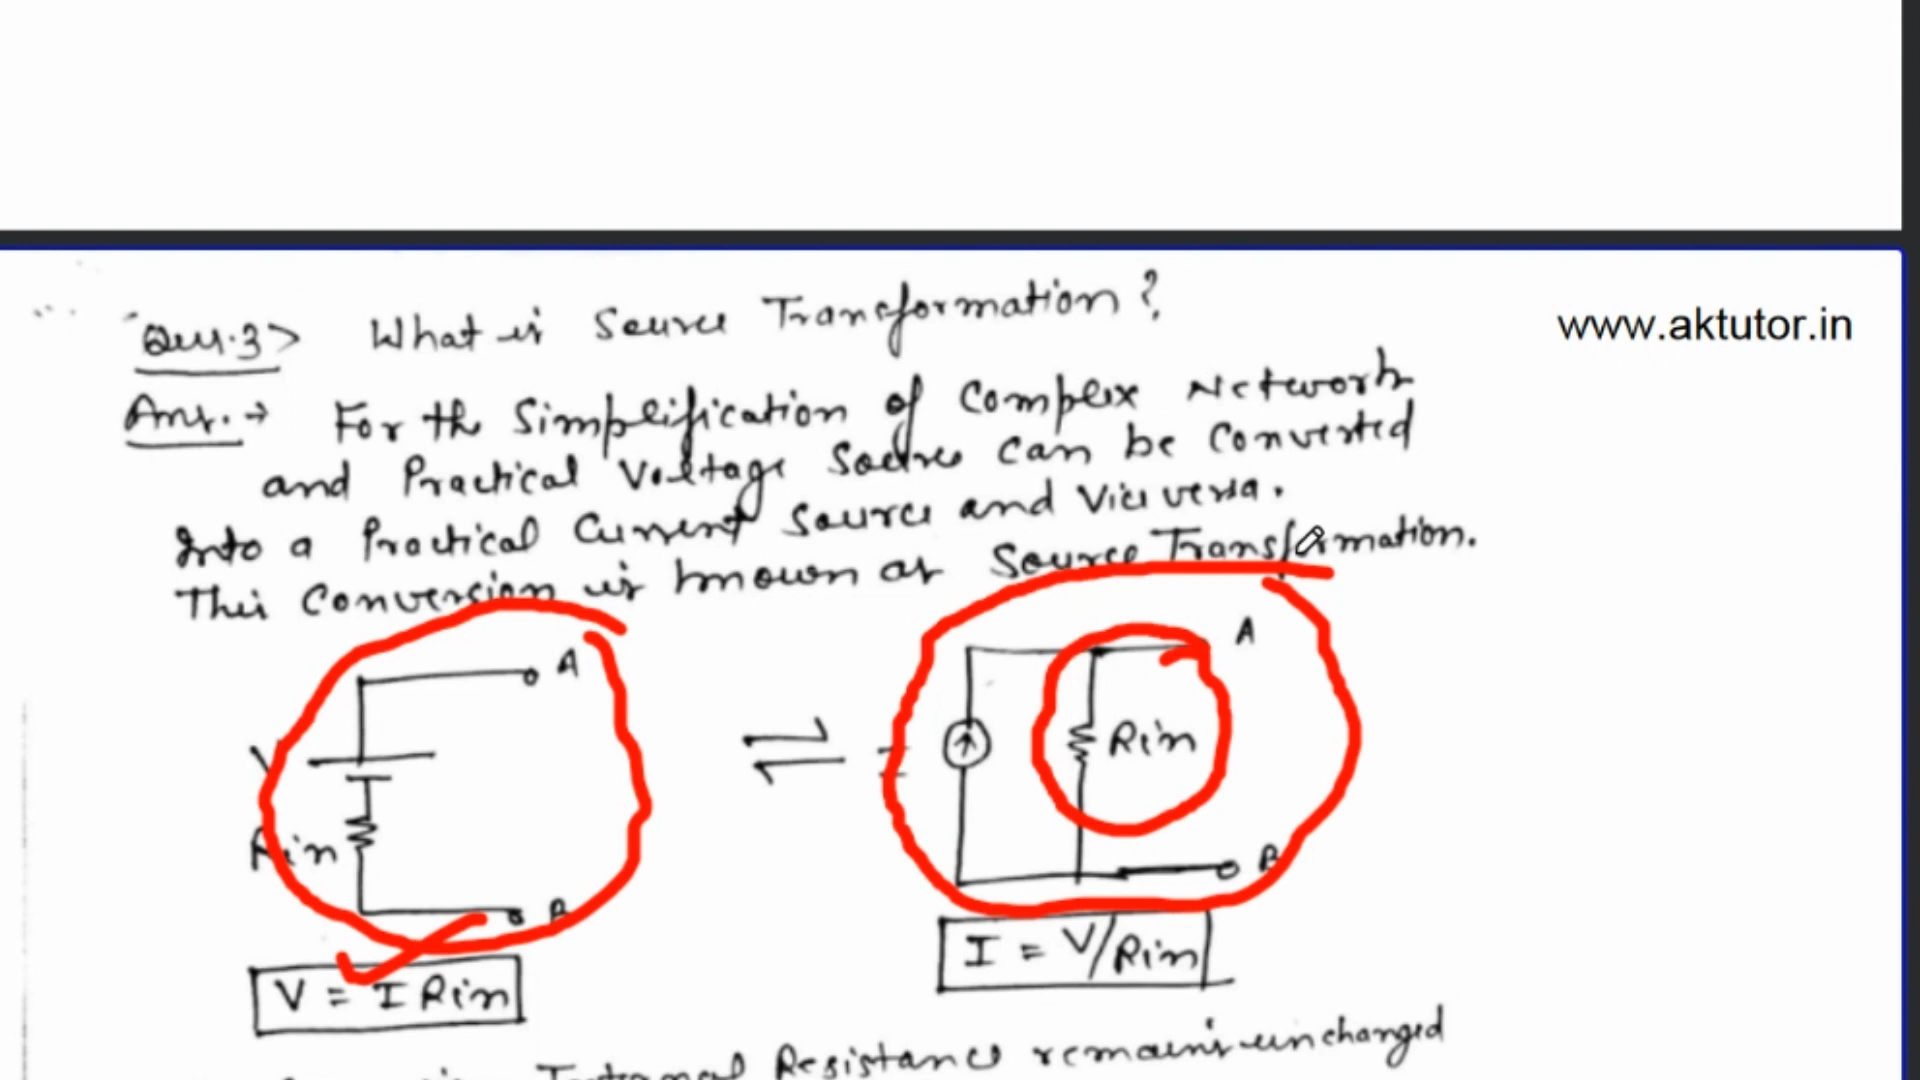 Que.3> What is Source Transformation?
www.aktutor.in
Ans.→ For the Simplification of Complex Network
and Practical Voltage Source can be Converted
Into a Practical Current Source and Vice versa.
This Conversion is known as Source Transformation.
A
A
V
Rin
Rin
B
B
I = V/Rin
V = I Rin
Internal Resistance remains unchanged